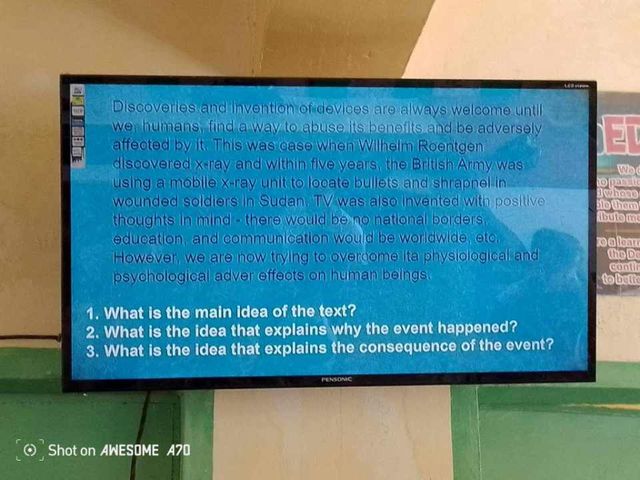 LED vision
Discoveries and invention of devices are always welcome until
we, humans, find a way to abuse its benefits and be adversely
affected by it. This was case when Wilhelm Roentgen
discovered x-ray and within five years, the British Army was
using a mobile x-ray unit to locate bullets and shrapnel in
wounded soldiers in Sudan. TV was also invented with positive
thoughts in mind - there would be no national borders,
education, and communication would be worldwide, etc.
However, we are now trying to overcome its physiological and
psychological adver effects on human beings.
1. What is the main idea of the text?
2. What is the idea that explains why the event happened?
3. What is the idea that explains the consequence of the event?
PENSONIC
ED
We
whose
the De
Shot on AWESOME A70